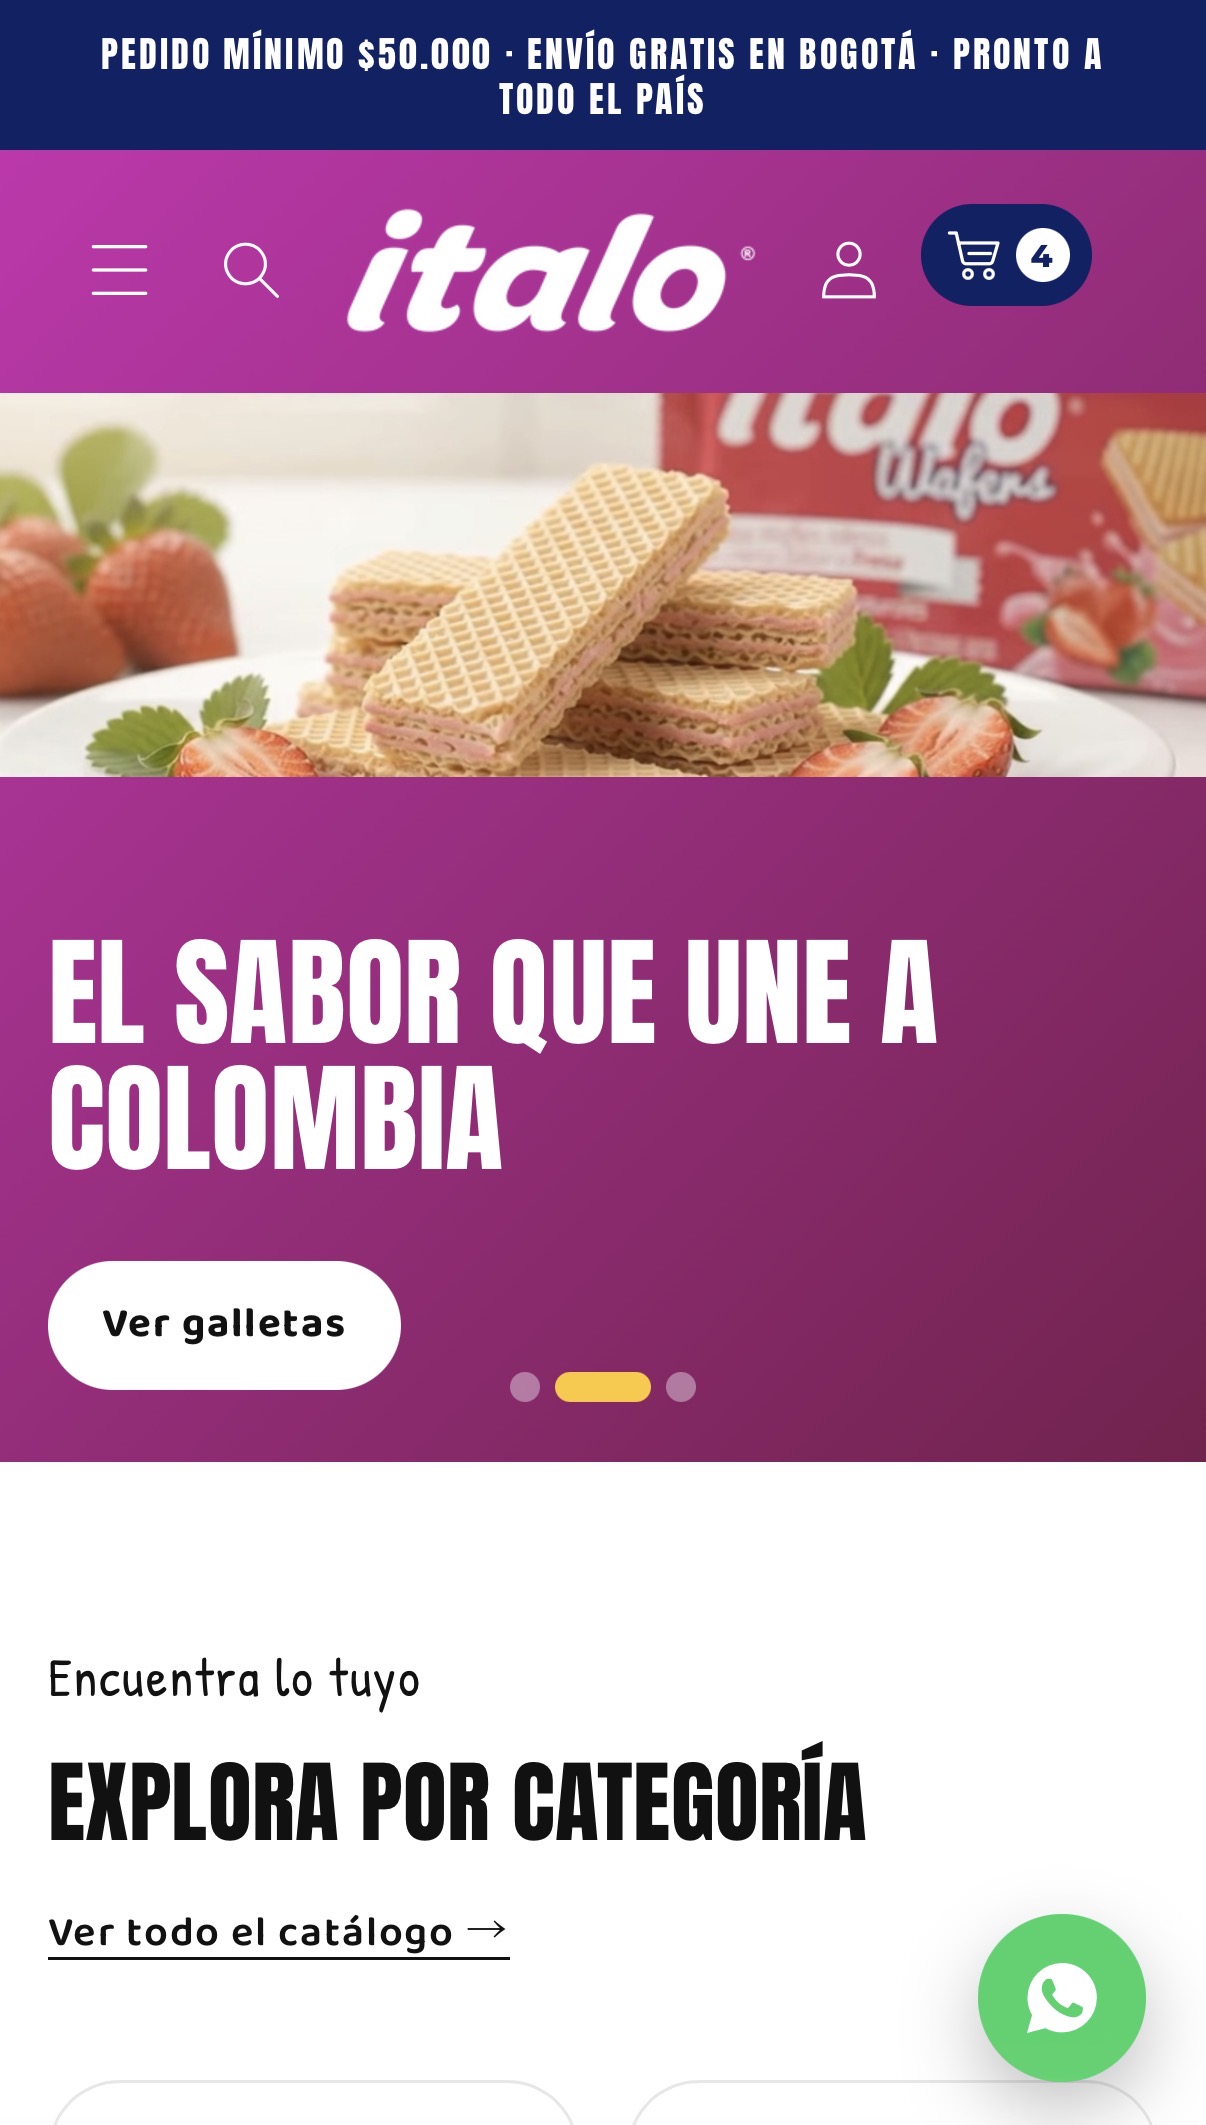 PEDIDO MÍNIMO $50.000 · ENVÍO GRATIS EN BOGOTÁ · PRONTO A
TODO EL PAÍS
italo®
4
italo
Wafers
Fresa
EL SABOR QUE UNE A
COLOMBIA
Ver galletas
Encuentra lo tuyo
EXPLORA POR CATEGORÍA
Ver todo el catálogo →